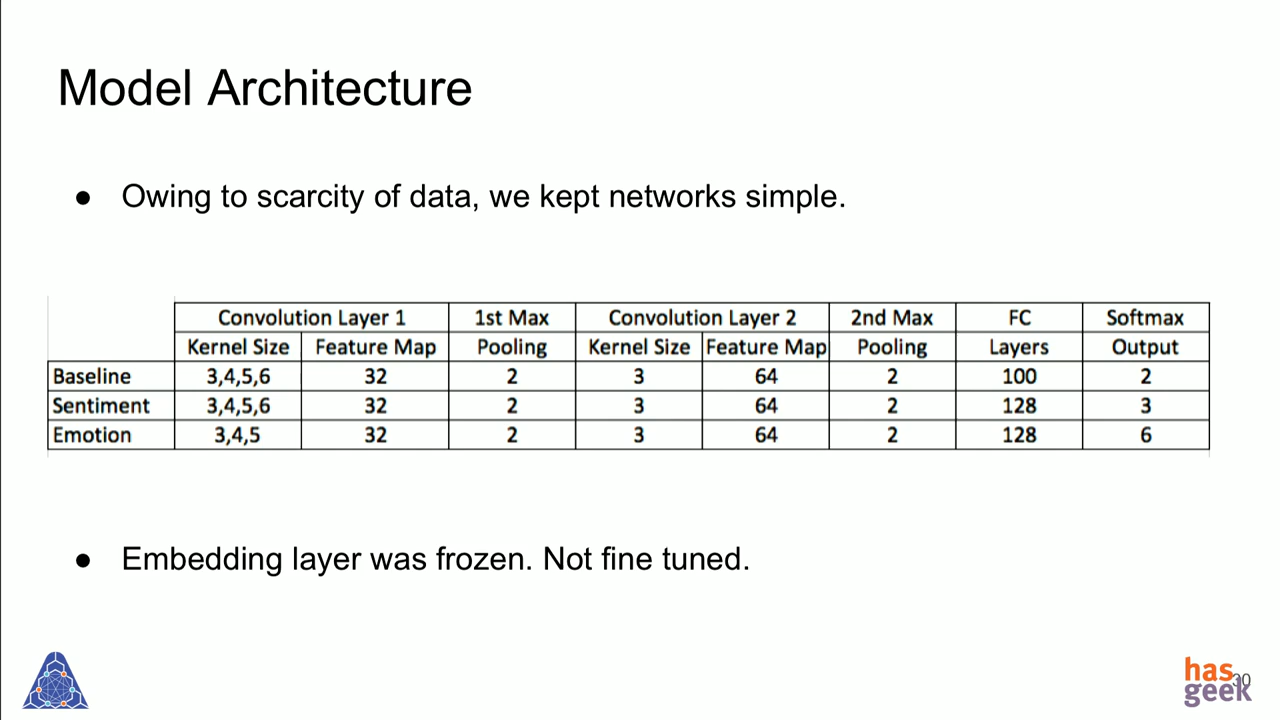 Model Architecture
● Owing to scarcity of data, we kept networks simple.
Convolution Layer 1 1st Max Convolution Layer 2 2nd Max FC Softmax
Kernel Size Feature Map Pooling Kernel Size Feature Map Pooling Layers Output
Baseline 3,4,5,6 32 2 3 64 2 100 2
Sentiment 3,4,5,6 32 2 3 64 2 128 3
Emotion 3,4,5 32 2 3 64 2 128 6
● Embedding layer was frozen. Not fine tuned.
has
geek
30